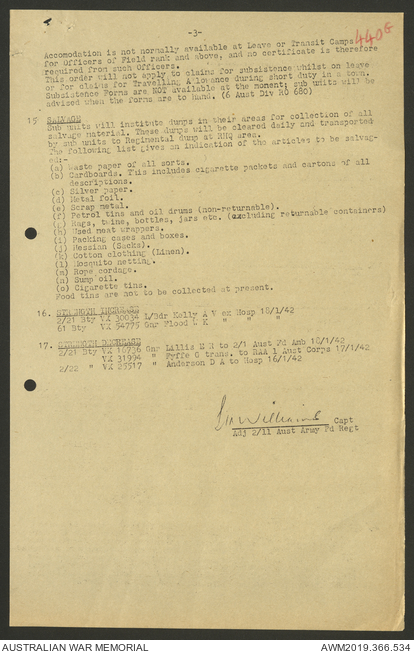 -3-
440G
Accomodation is not normally available at Leave or Transit Camps
for Officers of Field rank and above, and no certificate is therefore
required from such Officers.
This order will not apply to claims for subsistence whilst on leave
or for claims for Travelling Allowance during short duty in a town.
Subsistence Forms are NOT available at the moment; sub units will be
advised when the forms are to hand. (6 Aust Div RO 680)
15 SALVAGE
Sub units will institute dumps in their areas for collection of all
salvage material. These dumps will be cleared daily and transported
by sub units to Regimental Dump at RHQ area.
The following list gives an indication of the articles to be salvag-
ed:-
(a) Waste paper of all sorts.
(b) Cardboards. This includes cigarette packets and cartons of all
descriptions.
(c) Silver paper.
(d) Metal foil.
(e) Scrap metal.
(f) Petrol tins and oil drums (non-returnable).
(g) Rags, twine, bottles, jars etc. (excluding returnable containers)
(h) Used meat wrappers.
(i) Packing cases and boxes.
(j) Hessian (Sacks).
(k) Cotton clothing (Linen).
(l) Mosquito netting.
(m) Rope cordage.
(n) Sump oil.
(o) Cigarette tins.
Food tins are not to be collected at present.
16. STRENGTH INCREASE
2/21 Bty VX 30034 L/Bdr Kelly A V ex Hosp 18/1/42
61 Bty VX 54775 Gnr Flood W K " " "
17. STRENGTH DECREASE
2/21 Bty VX 16736 Gnr Lillis M R to 2/1 Aust Fd Amb 18/1/42
VX 31994 " Fyffe G trans. to RAA 1 Aust Corps 17/1/42
2/22 " VX 25517 " Anderson D A to Hosp 16/1/42
Williams Capt
Adj 2/11 Aust Army Fd Regt
AUSTRALIAN WAR MEMORIAL
AWM2019.366.534